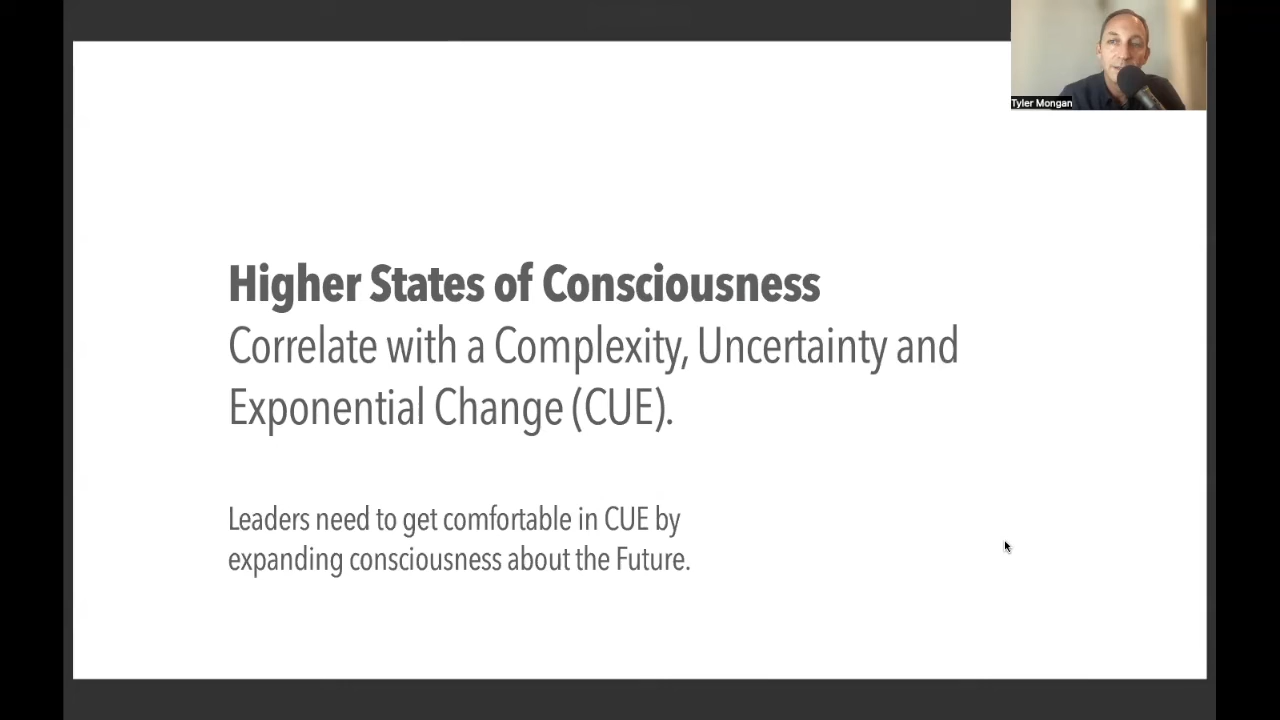 Tyler Mongan
Higher States of Consciousness
Correlate with a Complexity, Uncertainty and
Exponential Change (CUE).
Leaders need to get comfortable in CUE by
expanding consciousness about the Future.